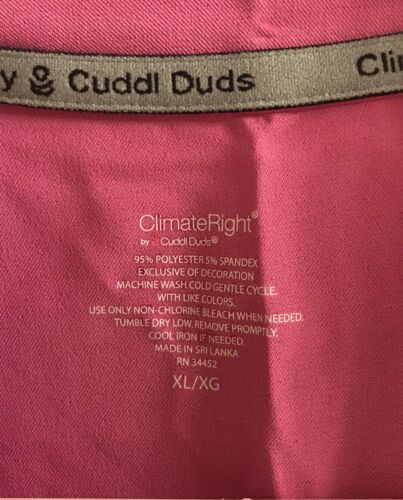 y Cuddl Duds Clim
ClimateRight®
by Cuddl Duds®
95% POLYESTER 5% SPANDEX
EXCLUSIVE OF DECORATION
MACHINE WASH COLD GENTLE CYCLE.
WITH LIKE COLORS.
USE ONLY NON-CHLORINE BLEACH WHEN NEEDED.
TUMBLE DRY LOW. REMOVE PROMPTLY.
COOL IRON IF NEEDED.
MADE IN SRI LANKA
RN 34452
XL/XG